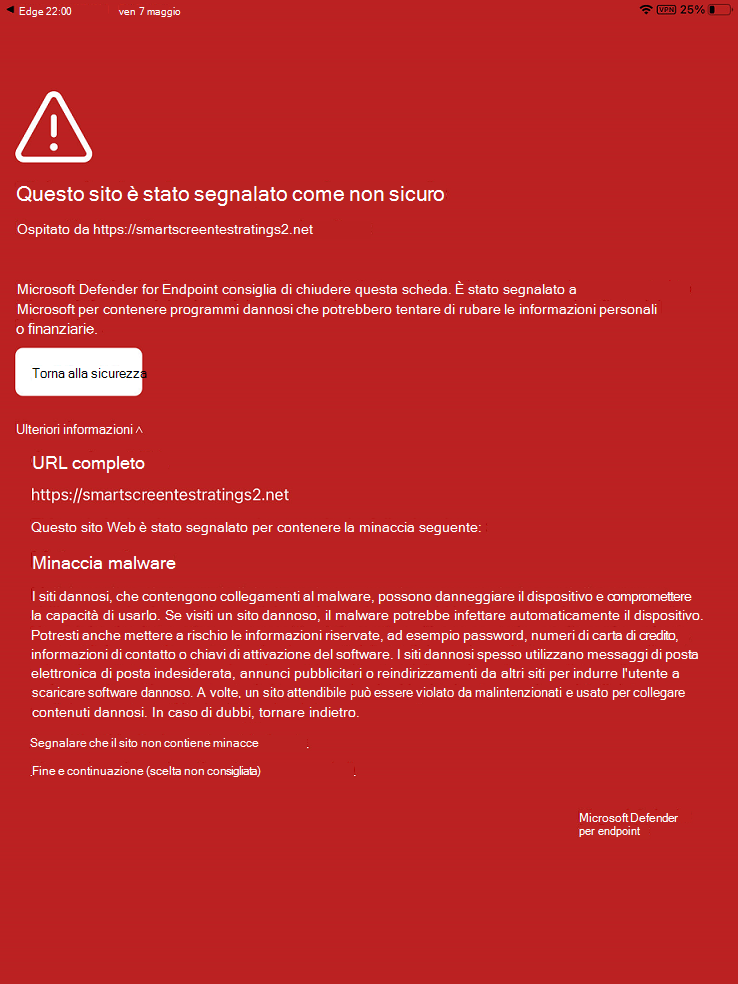 Edge 22:00 ven 7 maggio VPN 25%
Questo sito è stato segnalato come non sicuro
Ospitato da https://smartscreentestratings2.net
Microsoft Defender for Endpoint consiglia di chiudere questa scheda. È stato segnalato a
Microsoft per contenere programmi dannosi che potrebbero tentare di rubare le informazioni personali
o finanziarie.
Torna alla sicurezza
Ulteriori informazioni ^
URL completo
https://smartscreentestratings2.net
Questo sito Web è stato segnalato per contenere la minaccia seguente:
Minaccia malware
I siti dannosi, che contengono collegamenti al malware, possono danneggiare il dispositivo e compromettere
la capacità di usarlo. Se visiti un sito dannoso, il malware potrebbe infettare automaticamente il dispositivo.
Potresti anche mettere a rischio le informazioni riservate, ad esempio password, numeri di carta di credito,
informazioni di contatto o chiavi di attivazione del software. I siti dannosi spesso utilizzano messaggi di posta
elettronica di posta indesiderata, annunci pubblicitari o reindirizzamenti da altri siti per indurre l'utente a
scaricare software dannoso. A volte, un sito attendibile può essere violato da malintenzionati e usato per collegare
contenuti dannosi. In caso di dubbi, tornare indietro.
Segnalare che il sito non contiene minacce
Fine e continuazione (scelta non consigliata)
Microsoft Defender
per endpoint